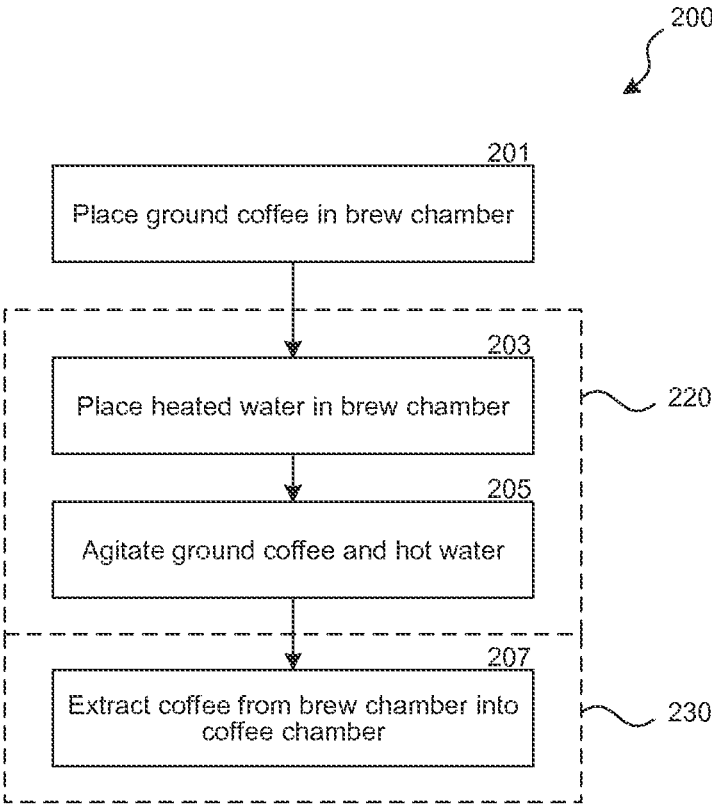 200
201
Place ground coffee in brew chamber
203
Place heated water in brew chamber
220
205
Agitate ground coffee and hot water
207
Extract coffee from brew chamber into
coffee chamber
230